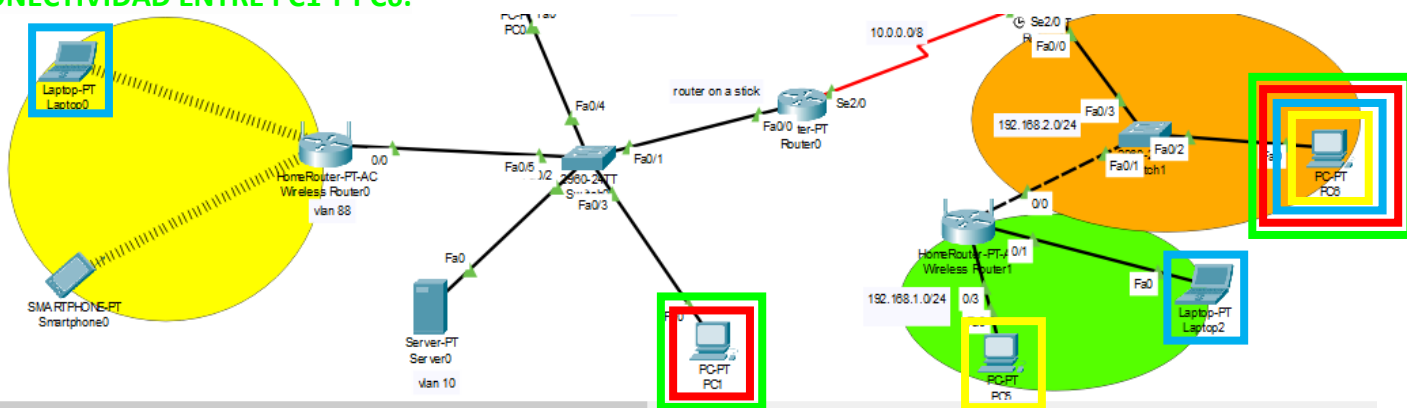 CONECTIVIDAD ENTRE PC1 Y PC6:
PC0
Fa0/4
Laptop-PT
Laptop0
0/0
HomeRouter-PT-AC
Wireless Router0
vlan 88
SMARTPHONE-PT
Smartphone0
Fa0/5
2960-24TT
Fa0/1
Fa0/3
Fa0
Server-PT
Server0
vlan 10
PC-PT
PC1
router on a stick
Fa0/0
Router0
Se2/0
10.0.0.0/8
Se2/0
Fa0/0
192.168.2.0/24
Fa0/3
Fa0/2
Fa0/1
PC-PT
PC6
0/0
Wireless Router1
0/1
192.168.1.0/24
0/3
Fa0
Laptop-PT
Laptop2
PC-PT
PC5